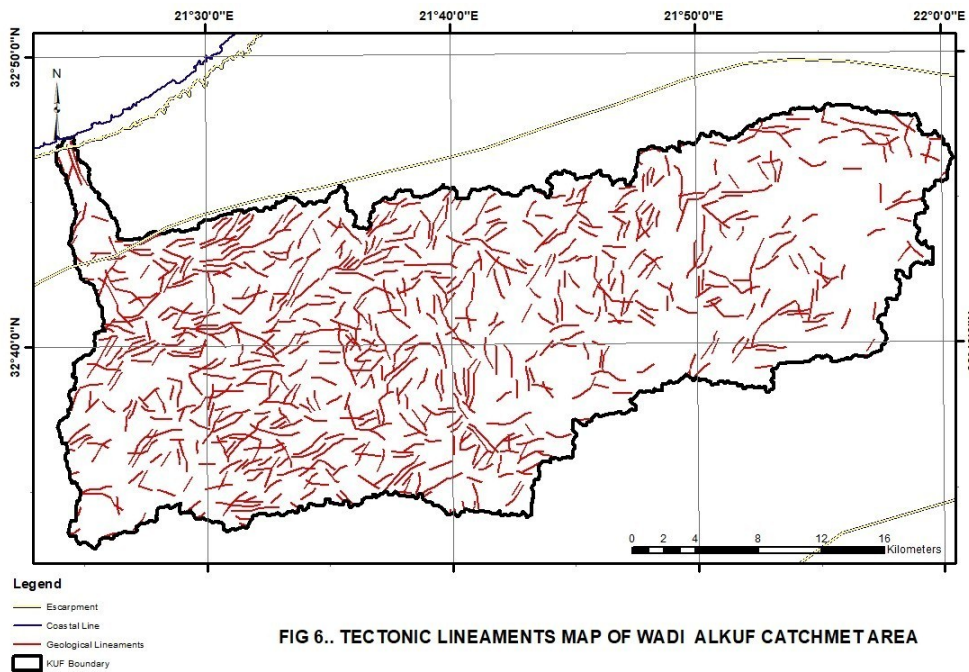 21°30'0"E 21°40'0"E 21°50'0"E 22°0'0"E
32°50'0"N
N
32°40'0"N
0 2 4 8 12 16
Kilometers
Legend
Escarpment
Coastal Line
Geological Lineaments
KUF Boundary
FIG 6.. TECTONIC LINEAMENTS MAP OF WADI ALKUF CATCHMET AREA